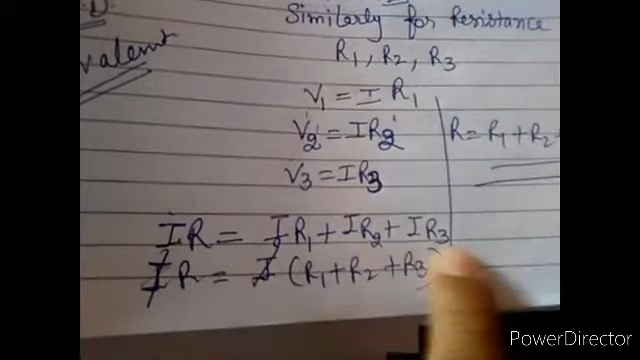 Similarly for Resistance
R1, R2, R3
valent
V1 = I R1
V2 = IR2
R = R1 + R2 +
V3 = IR3
IR = IR1 + IR2 + IR3
IR = I (R1 + R2 + R3
PowerDirector